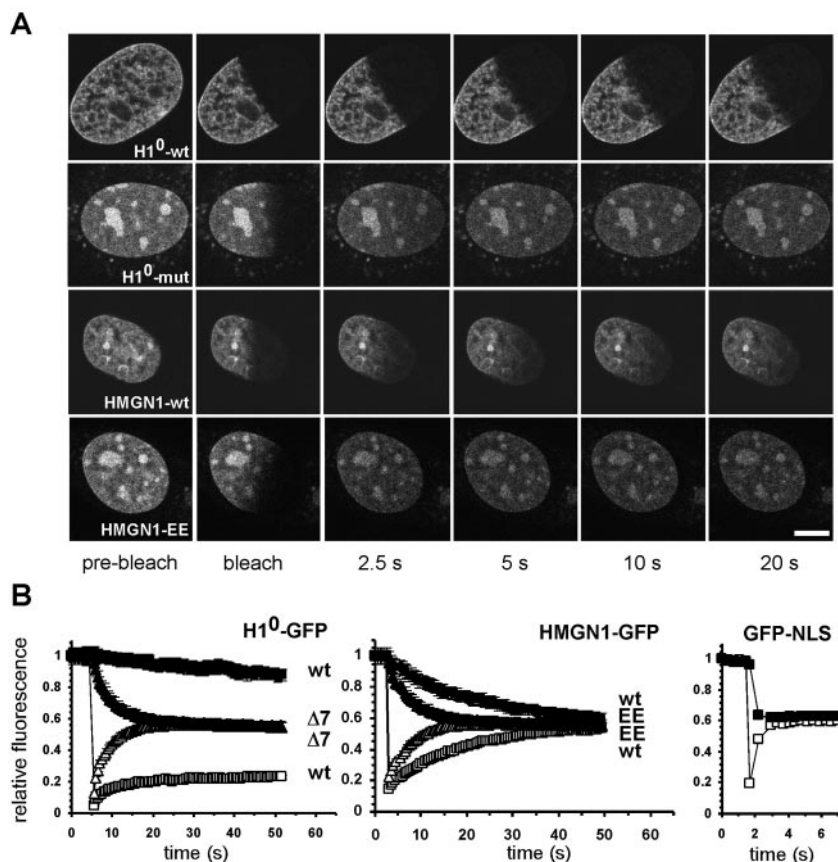 A
H1⁰-wt
H1⁰-mut
HMGN1-wt
HMGN1-EE
pre-bleach bleach 2.5 s 5 s 10 s 20 s
B
H1⁰-GFP HMGN1-GFP GFP-NLS
relative fluorescence
1
0.8
0.6
0.4
0.2
0
wt
Δ7
Δ7
wt
0 10 20 30 40 50 60
time (s)
1
0.8
0.6
0.4
0.2
0
wt
EE
EE
wt
0 10 20 30 40 50 60
time (s)
1
0.8
0.6
0.4
0.2
0
0 2 4 6
time (s)